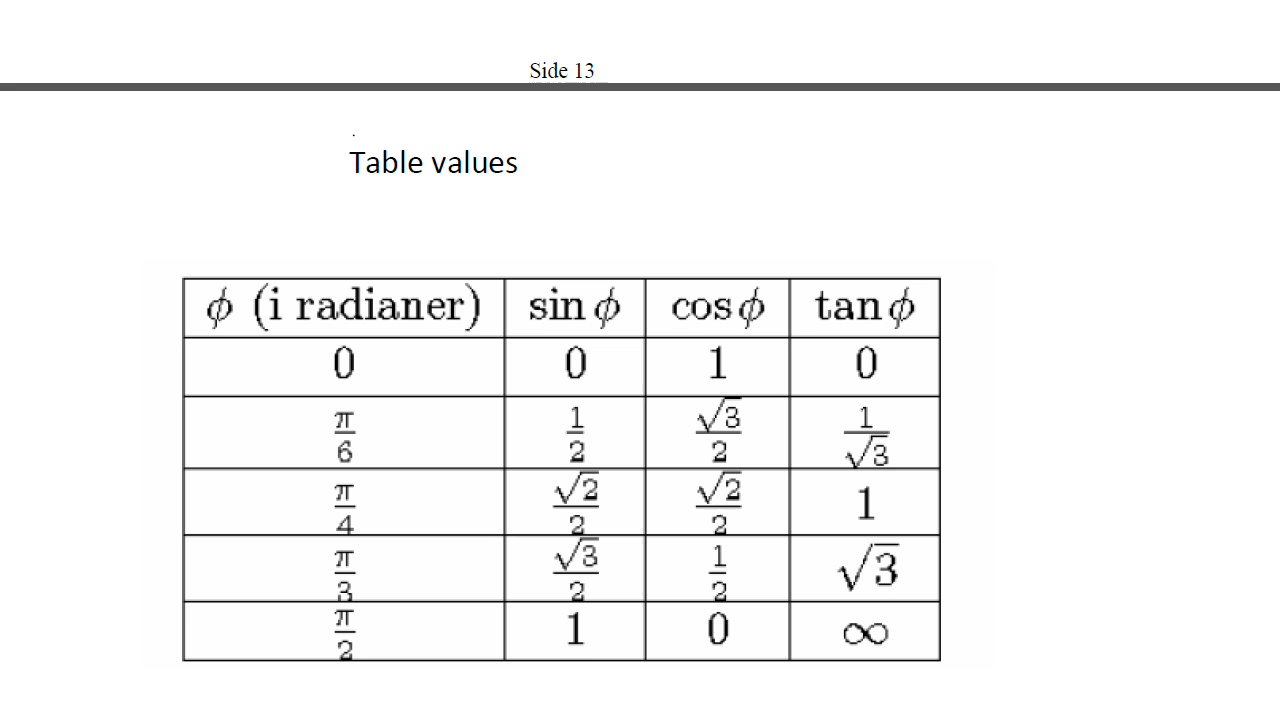 Side 13
.
Table values
ϕ (i radianer) sin ϕ cos ϕ tan ϕ
0 0 1 0
π/6 1/2 √3/2 1/√3
π/4 √2/2 √2/2 1
π/3 √3/2 1/2 √3
π/2 1 0 ∞